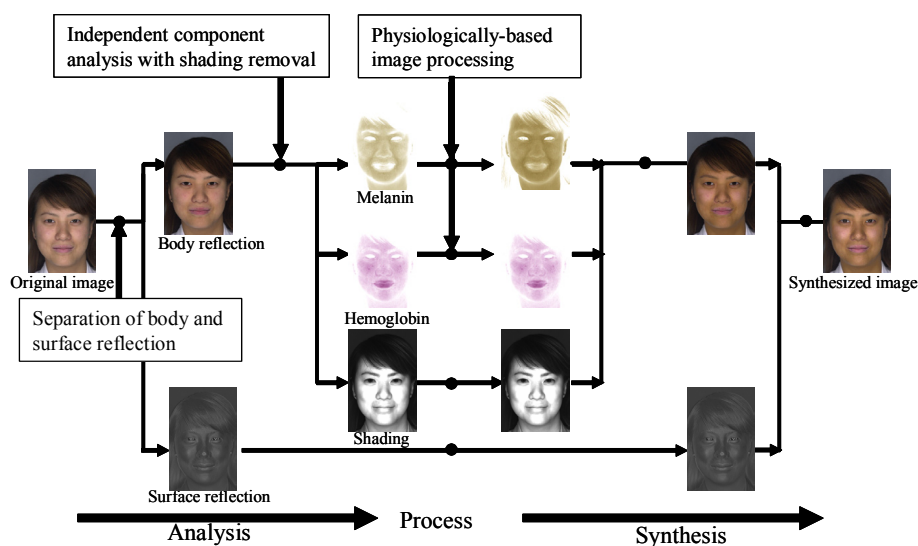 Independent component
analysis with shading removal
Physiologically-based
image processing
Melanin
Body reflection
Original image
Synthesized image
Hemoglobin
Separation of body and
surface reflection
Shading
Surface reflection
Analysis
Process
Synthesis